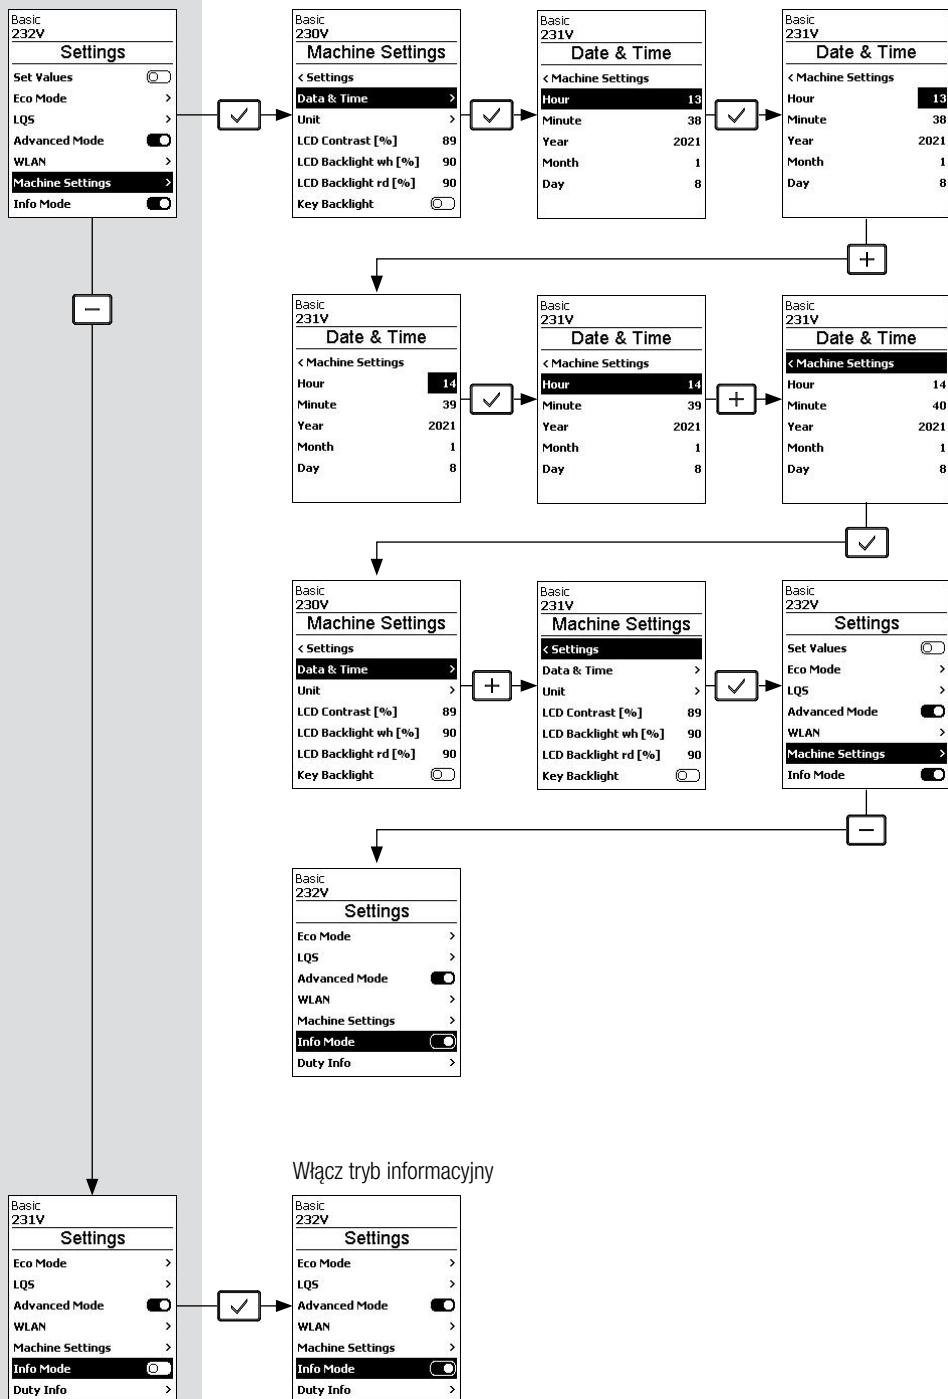 Basic
232V
Settings
Set Values
Eco Mode >
LQS >
Advanced Mode
WLAN >
Machine Settings >
Info Mode
Basic
230V
Machine Settings
< Settings
Data & Time >
Unit >
LCD Contrast [%] 89
LCD Backlight wh [%] 90
LCD Backlight rd [%] 90
Key Backlight
Basic
231V
Date & Time
< Machine Settings
Hour 13
Minute 38
Year 2021
Month 1
Day 8
Basic
231V
Date & Time
< Machine Settings
Hour 13
Minute 38
Year 2021
Month 1
Day 8
Basic
231V
Date & Time
< Machine Settings
Hour 14
Minute 39
Year 2021
Month 1
Day 8
Basic
231V
Date & Time
< Machine Settings
Hour 14
Minute 39
Year 2021
Month 1
Day 8
Basic
231V
Date & Time
< Machine Settings
Hour 14
Minute 40
Year 2021
Month 1
Day 8
Basic
230V
Machine Settings
< Settings
Data & Time >
Unit >
LCD Contrast [%] 89
LCD Backlight wh [%] 90
LCD Backlight rd [%] 90
Key Backlight
Basic
231V
Machine Settings
< Settings
Data & Time >
Unit >
LCD Contrast [%] 89
LCD Backlight wh [%] 90
LCD Backlight rd [%] 90
Key Backlight
Basic
232V
Settings
Set Values
Eco Mode >
LQS >
Advanced Mode
WLAN >
Machine Settings >
Info Mode
Basic
232V
Settings
Eco Mode >
LQS >
Advanced Mode
WLAN >
Machine Settings >
Info Mode
Duty Info >
Włącz tryb informacyjny
Basic
231V
Settings
Eco Mode >
LQS >
Advanced Mode
WLAN >
Machine Settings >
Info Mode
Duty Info >
Basic
232V
Settings
Eco Mode >
LQS >
Advanced Mode
WLAN >
Machine Settings >
Info Mode
Duty Info >